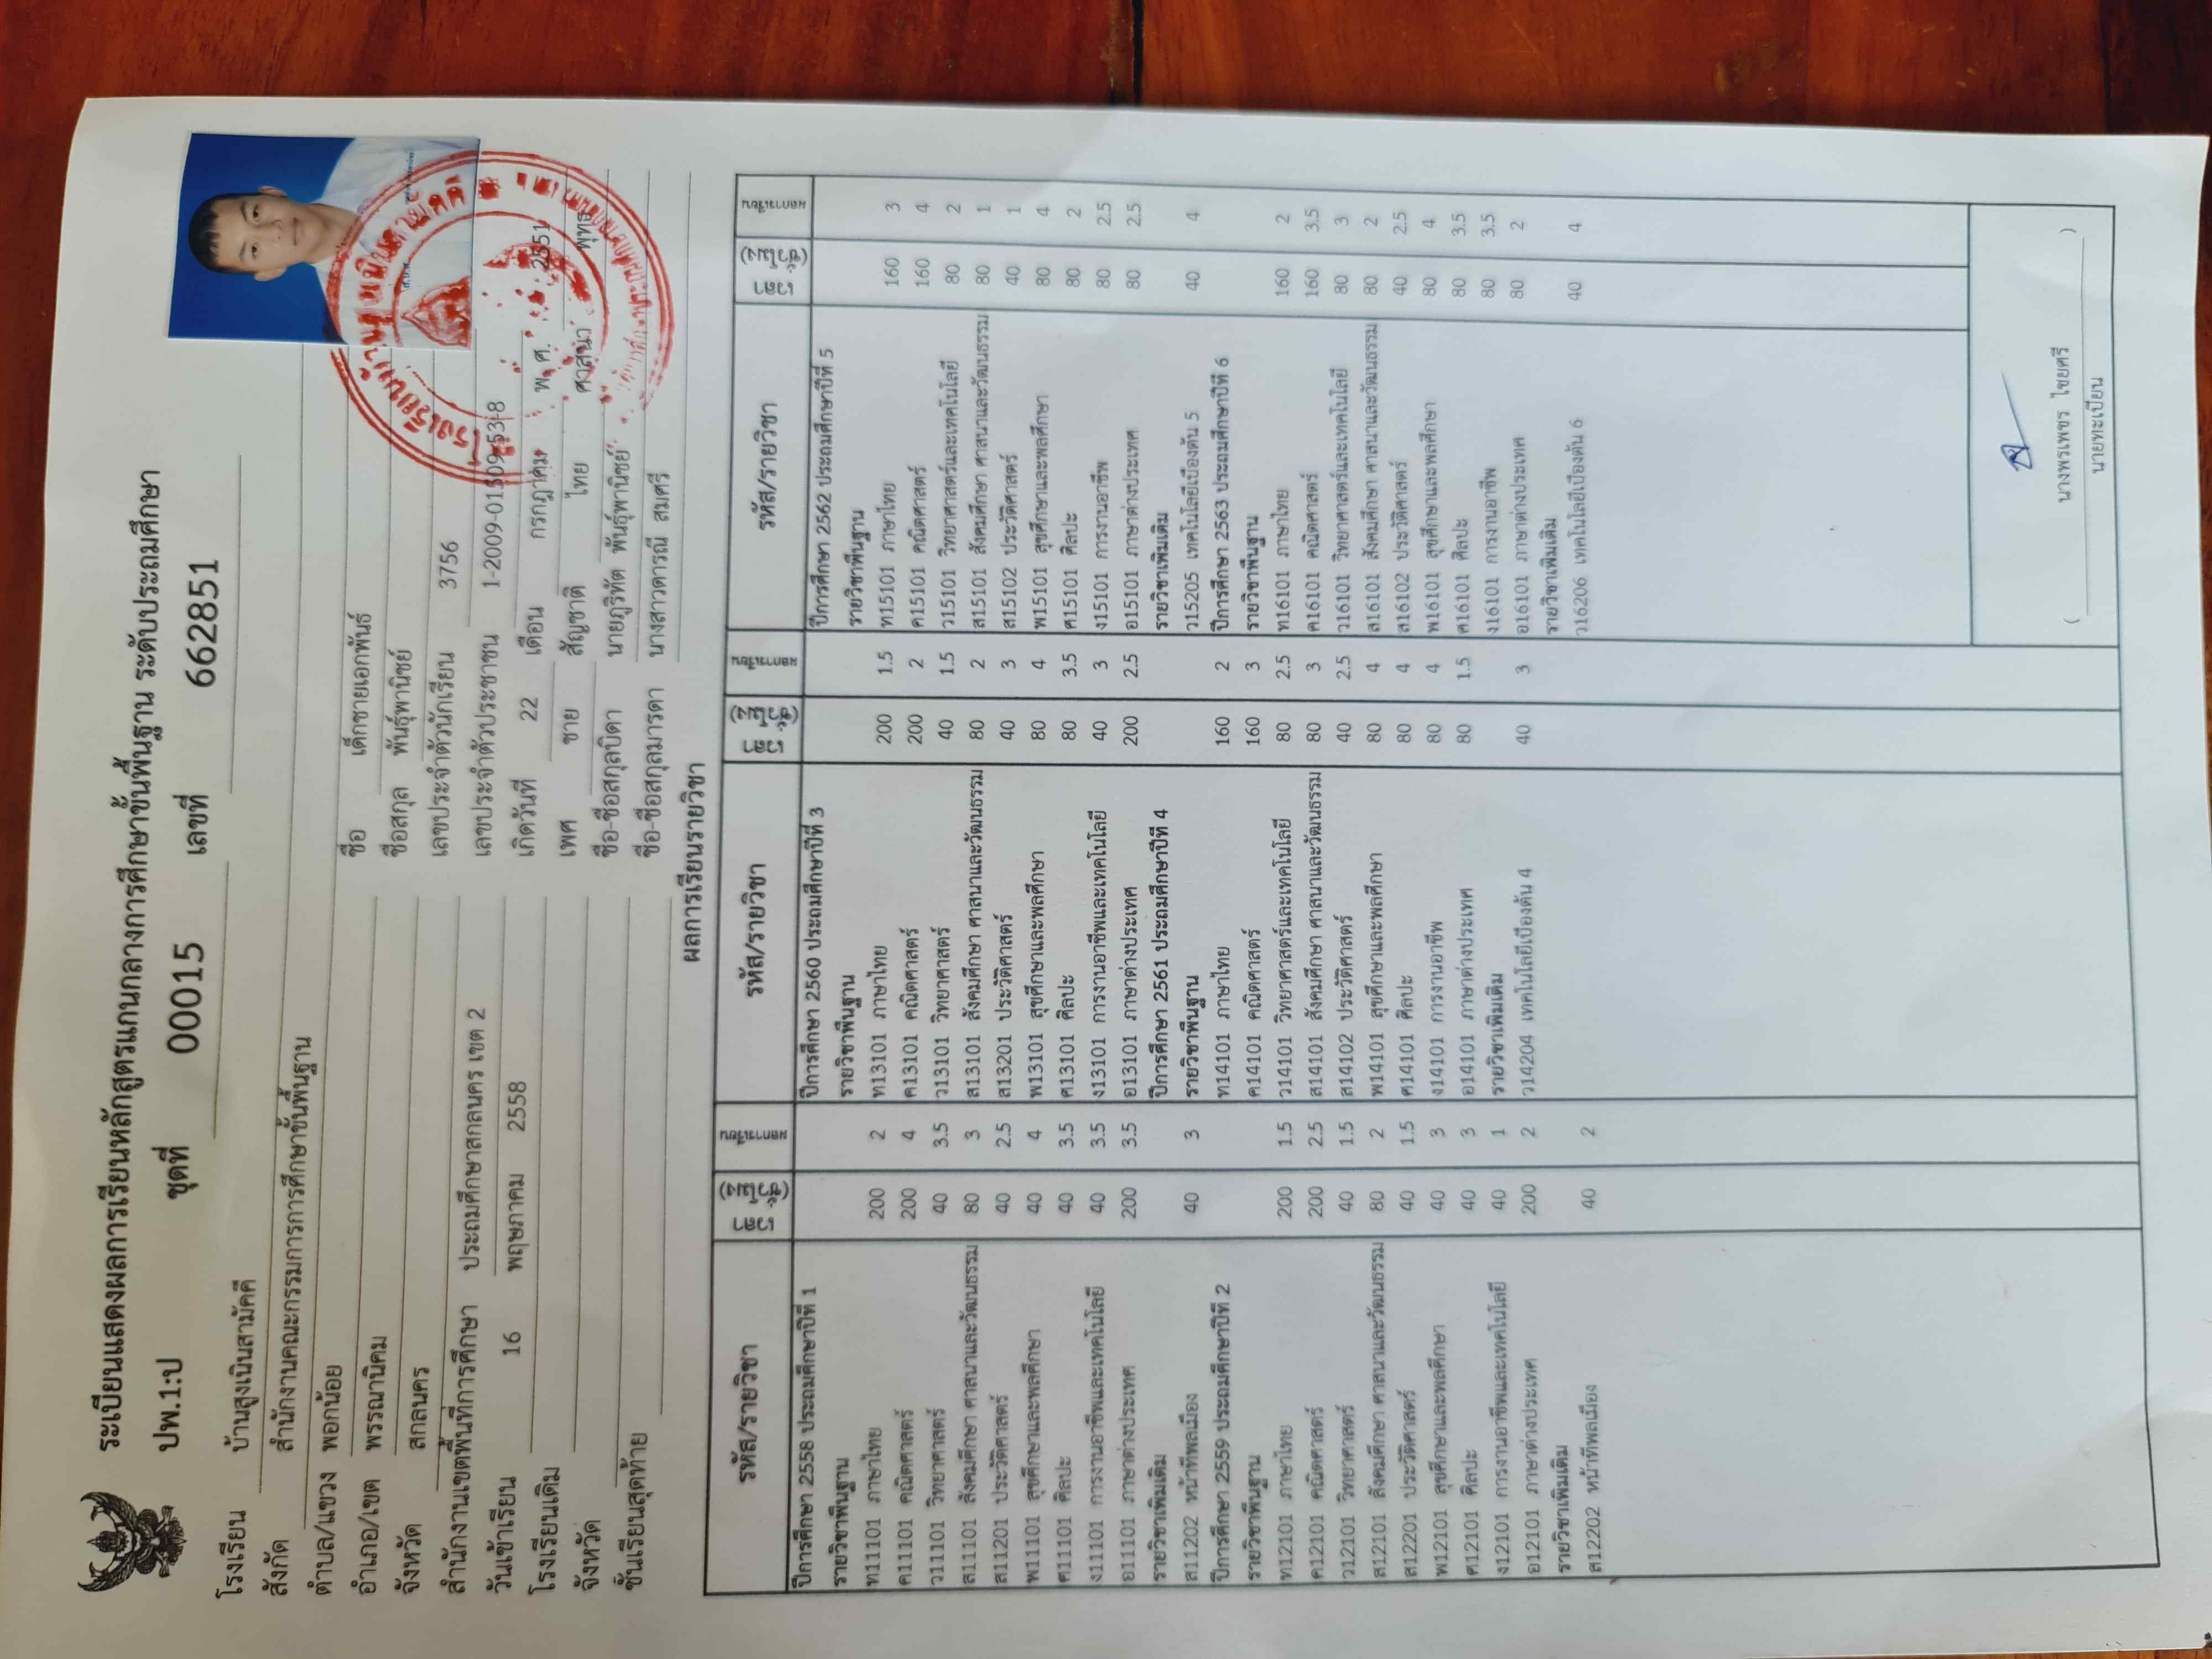 ระเบียนแสดงผลการเรียนหลักสูตรแกนกลางการศึกษาขั้นพื้นฐาน ระดับประถมศึกษา
ปพ.1:ป ชุดที่ 00015 เลขที่ 662851
โรงเรียน บ้านสูงเนินสามัคคี
สังกัด สำนักงานคณะกรรมการการศึกษาขั้นพื้นฐาน
ตำบล/แขวง พอกน้อย
อำเภอ/เขต พรรณานิคม
จังหวัด สกลนคร
สำนักงานเขตพื้นที่การศึกษา ประถมศึกษาสกลนคร เขต 2
วันเข้าเรียน 16 พฤษภาคม 2558
โรงเรียนเดิม
จังหวัด
ชั้นเรียนสุดท้าย
ชื่อ เด็กชายเอกพันธ์
ชื่อสกุล พันธุ์พานิชย์
เลขประจำตัวนักเรียน 3756
เลขประจำตัวประชาชน 1-2009-01509-53-8
เกิดวันที่ 22 เดือน กรกฎาคม พ.ศ. 2551
เพศ ชาย สัญชาติ ไทย ศาสนา พุทธ
ชื่อ-ชื่อสกุลบิดา นายภูริทัต พันธุ์พานิชย์
ชื่อ-ชื่อสกุลมารดา นางสาวดารณี สมศรี
ผลการเรียนรายวิชา
รหัส/รายวิชา เวลา (ชั่วโมง) ผลการเรียน
ปีการศึกษา 2558 ประถมศึกษาปีที่ 1
รายวิชาพื้นฐาน
ท11101 ภาษาไทย 200 2
ค11101 คณิตศาสตร์ 200 4
ว11101 วิทยาศาสตร์ 40 3.5
ส11101 สังคมศึกษา ศาสนาและวัฒนธรรม 80 3
ส11201 ประวัติศาสตร์ 40 2.5
พ11101 สุขศึกษาและพลศึกษา 40 4
ศ11101 ศิลปะ 40 3.5
ง11101 การงานอาชีพและเทคโนโลยี 40 3.5
อ11101 ภาษาต่างประเทศ 200 3.5
รายวิชาเพิ่มเติม
ส11202 หน้าที่พลเมือง 40 3
ปีการศึกษา 2559 ประถมศึกษาปีที่ 2
รายวิชาพื้นฐาน
ท12101 ภาษาไทย 200 1.5
ค12101 คณิตศาสตร์ 200 2.5
ว12101 วิทยาศาสตร์ 40 1.5
ส12101 สังคมศึกษา ศาสนาและวัฒนธรรม 80 2
ส12201 ประวัติศาสตร์ 40 1.5
พ12101 สุขศึกษาและพลศึกษา 40 3
ศ12101 ศิลปะ 40 3
ง12101 การงานอาชีพและเทคโนโลยี 40 1
อ12101 ภาษาต่างประเทศ 200 2
รายวิชาเพิ่มเติม
ส12202 หน้าที่พลเมือง 40 2
รหัส/รายวิชา เวลา (ชั่วโมง) ผลการเรียน
ปีการศึกษา 2560 ประถมศึกษาปีที่ 3
รายวิชาพื้นฐาน
ท13101 ภาษาไทย 200 1.5
ค13101 คณิตศาสตร์ 200 2
ว13101 วิทยาศาสตร์ 40 1.5
ส13101 สังคมศึกษา ศาสนาและวัฒนธรรม 80 2
ส13201 ประวัติศาสตร์ 40 3
พ13101 สุขศึกษาและพลศึกษา 80 4
ศ13101 ศิลปะ 80 3.5
ง13101 การงานอาชีพและเทคโนโลยี 40 3
อ13101 ภาษาต่างประเทศ 200 2.5
ปีการศึกษา 2561 ประถมศึกษาปีที่ 4
รายวิชาพื้นฐาน
ท14101 ภาษาไทย 160 2
ค14101 คณิตศาสตร์ 160 3
ว14101 วิทยาศาสตร์และเทคโนโลยี 80 2.5
ส14101 สังคมศึกษา ศาสนาและวัฒนธรรม 80 3
ส14102 ประวัติศาสตร์ 40 2.5
พ14101 สุขศึกษาและพลศึกษา 80 4
ศ14101 ศิลปะ 80 4
ง14101 การงานอาชีพ 80 4
อ14101 ภาษาต่างประเทศ 80 1.5
รายวิชาเพิ่มเติม
ว14204 เทคโนโลยีเบื้องต้น 4 40 3
รหัส/รายวิชา เวลา (ชั่วโมง) ผลการเรียน
ปีการศึกษา 2562 ประถมศึกษาปีที่ 5
รายวิชาพื้นฐาน
ท15101 ภาษาไทย 160 3
ค15101 คณิตศาสตร์ 160 4
ว15101 วิทยาศาสตร์และเทคโนโลยี 80 2
ส15101 สังคมศึกษา ศาสนาและวัฒนธรรม 80 1
ส15102 ประวัติศาสตร์ 40 1
พ15101 สุขศึกษาและพลศึกษา 80 4
ศ15101 ศิลปะ 80 2
ง15101 การงานอาชีพ 80 2.5
อ15101 ภาษาต่างประเทศ 80 2.5
รายวิชาเพิ่มเติม
ว15205 เทคโนโลยีเบื้องต้น 5 40 4
ปีการศึกษา 2563 ประถมศึกษาปีที่ 6
รายวิชาพื้นฐาน
ท16101 ภาษาไทย 160 2
ค16101 คณิตศาสตร์ 160 3.5
ว16101 วิทยาศาสตร์และเทคโนโลยี 80 3
ส16101 สังคมศึกษา ศาสนาและวัฒนธรรม 80 2
ส16102 ประวัติศาสตร์ 40 2.5
พ16101 สุขศึกษาและพลศึกษา 80 4
ศ16101 ศิลปะ 80 3.5
ง16101 การงานอาชีพ 80 3.5
อ16101 ภาษาต่างประเทศ 80 2
รายวิชาเพิ่มเติม
ว16206 เทคโนโลยีเบื้องต้น 6 40 4
( นางพรเพชร ไชยศรี )
นายทะเบียน
โรงเรียนบ้านสูงเนินสามัคคี